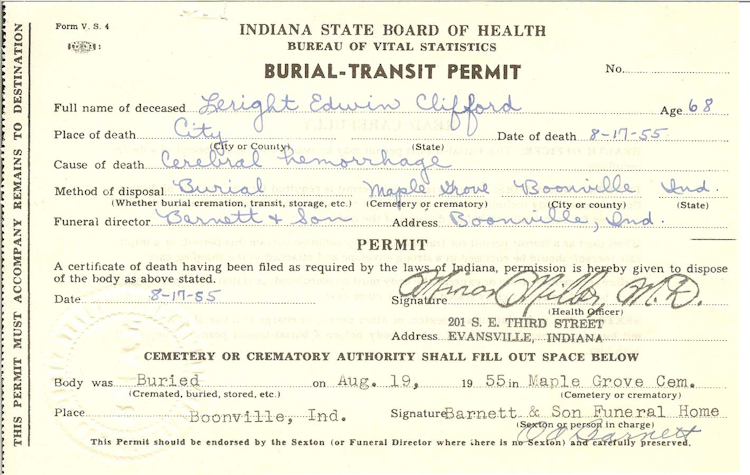 Form V. S. 4
INDIANA STATE BOARD OF HEALTH
BUREAU OF VITAL STATISTICS
BURIAL-TRANSIT PERMIT
No.
Full name of deceased Leright Edwin Clifford Age 68
Place of death City Date of death 8-17-55
(City or County) (State)
Cause of death Cerebral hemorrhage
Method of disposal Burial Maple Grove Boonville Ind.
(Whether burial cremation, transit, storage, etc.) (Cemetery or crematory) (City or county) (State)
Funeral director Barnett & Son Address Boonville, Ind.
PERMIT
A certificate of death having been filed as required by the laws of Indiana, permission is hereby given to dispose
of the body as above stated.
Date 8-17-55 Signature Minor Miller, M.D.
(Health Officer)
201 S. E. THIRD STREET
Address EVANSVILLE, INDIANA
CEMETERY OR CREMATORY AUTHORITY SHALL FILL OUT SPACE BELOW
Body was Buried on Aug. 19, 1955 in Maple Grove Cem.
(Cremated, buried, stored, etc.) (Cemetery or crematory)
Place Boonville, Ind. Signature Barnett & Son Funeral Home
(Sexton or person in charge)
Barnett
This Permit should be endorsed by the Sexton (or Funeral Director where there is no Sexton) and carefully preserved.
THIS PERMIT MUST ACCOMPANY REMAINS TO DESTINATION